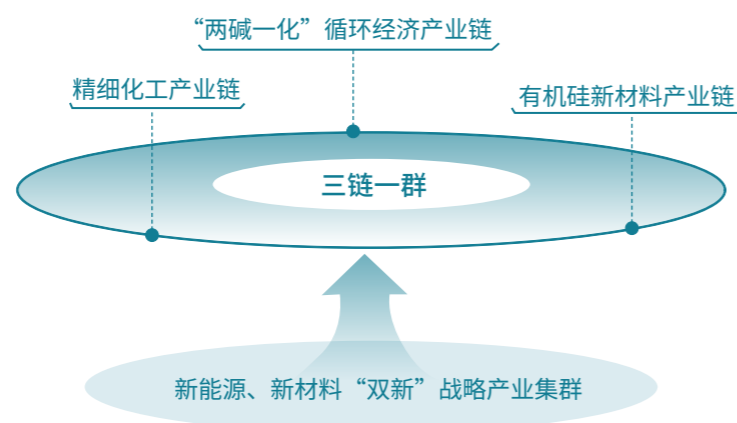 “两碱一化”循环经济产业链
精细化工产业链
有机硅新材料产业链
三链一群
新能源、新材料“双新”战略产业集群